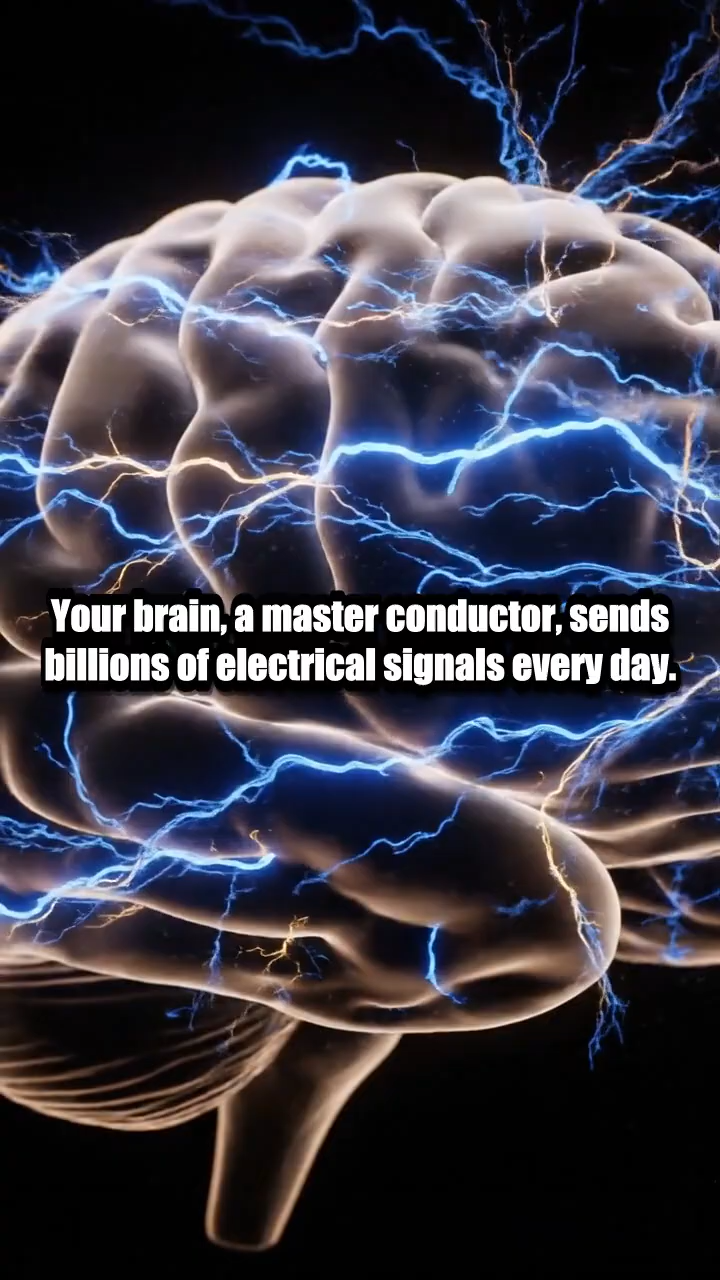 Your brain, a master conductor, sends
billions of electrical signals every day.